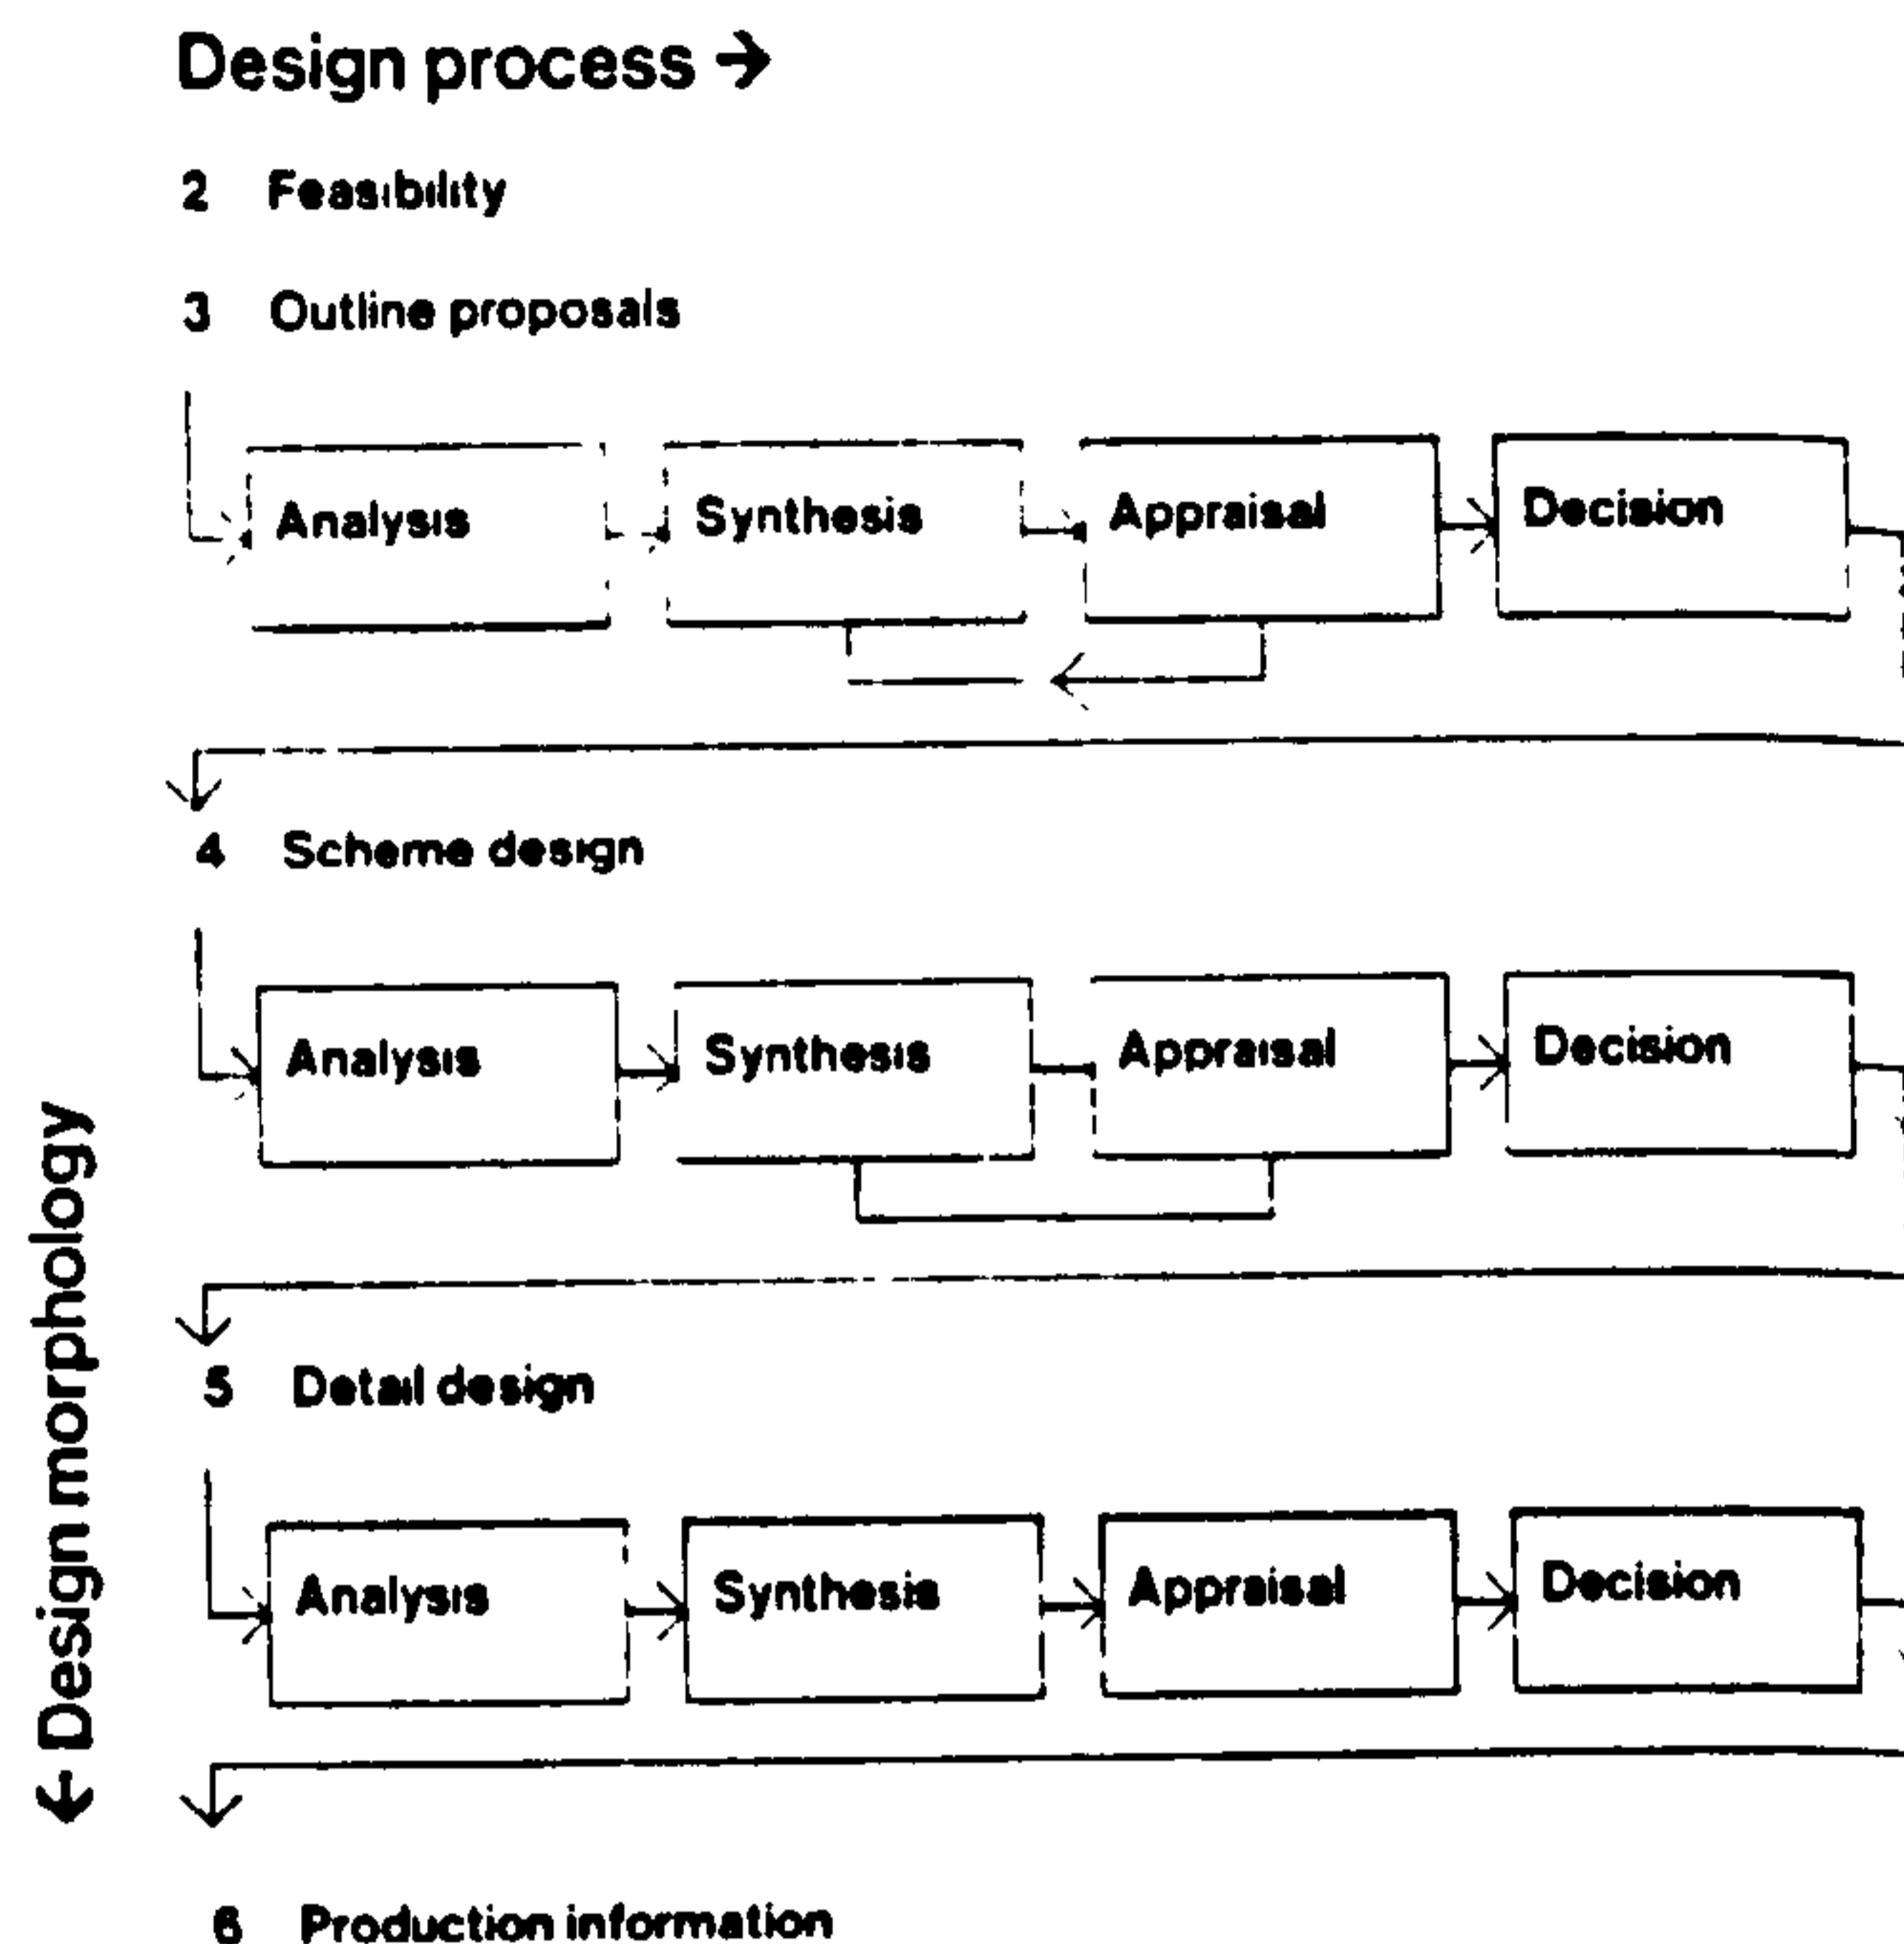 Design process →
2 Feasibility
3 Outline proposals
Analysis
Synthesis
Appraisal
Decision
4 Scheme design
Analysis
Synthesis
Appraisal
Decision
5 Detail design
Analysis
Synthesis
Appraisal
Decision
6 Production information
← Design morphology